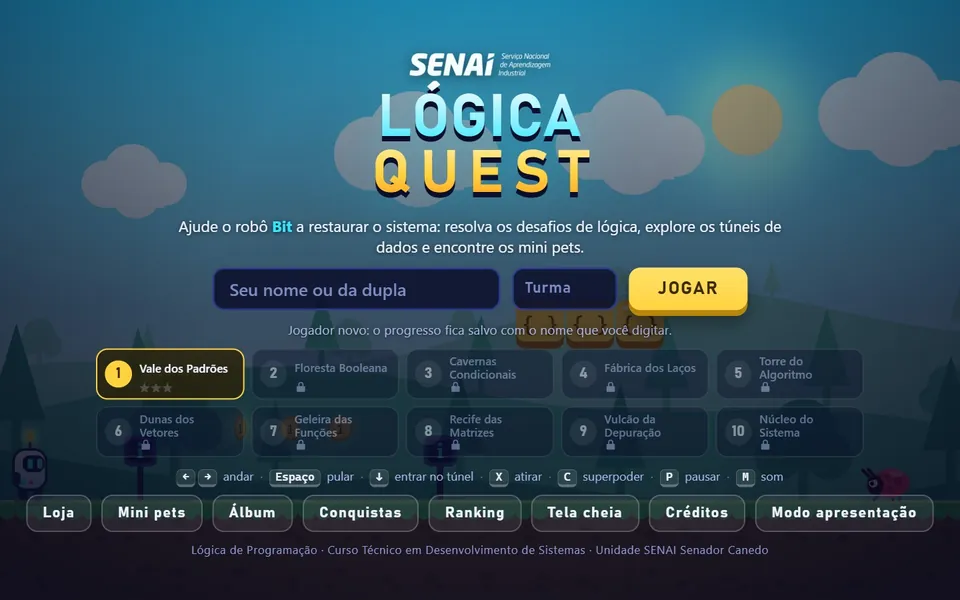 SENAI Serviço Nacional
de Aprendizagem
Industrial
LÓGICA
QUEST
Ajude o robô Bit a restaurar o sistema: resolva os desafios de lógica, explore os túneis de
dados e encontre os mini pets.
Seu nome ou da dupla
Turma
JOGAR
Jogador novo: o progresso fica salvo com o nome que você digitar.
1 Vale dos Padrões
2 Floresta Booleana
3 Cavernas
Condicionais
4 Fábrica dos Laços
5 Torre do
Algoritmo
6 Dunas dos
Vetores
7 Geleira das
Funções
8 Recife das
Matrizes
9 Vulcão da
Depuração
10 Núcleo do
Sistema
← → andar · Espaço pular · ↓ entrar no túnel · X atirar · C superpoder · P pausar · M som
Loja
Mini pets
Álbum
Conquistas
Ranking
Tela cheia
Créditos
Modo apresentação
Lógica de Programação · Curso Técnico em Desenvolvimento de Sistemas · Unidade SENAI Senador Canedo